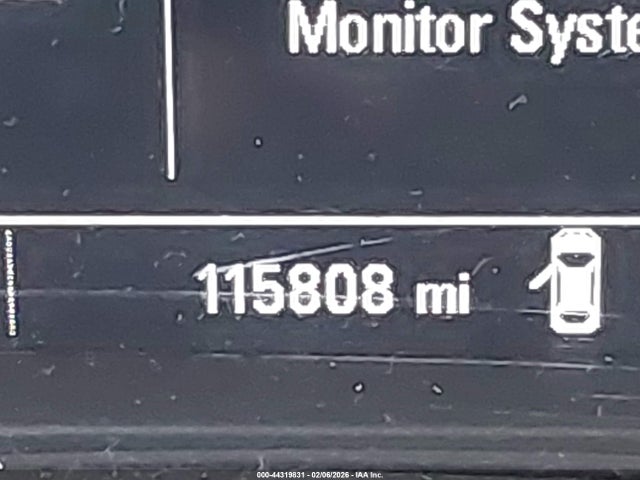 Monitor Syste
115808 mi
000-44319831 - 02/06/2026 - IAA Inc.